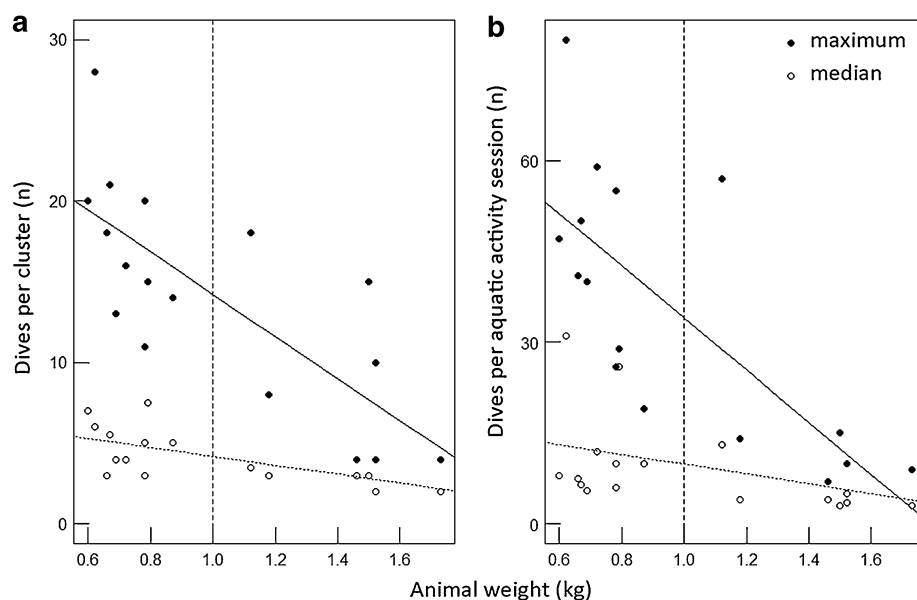 a
30
20
10
0
Dives per cluster (n)
0.6 0.8 1.0 1.2 1.4 1.6
b
maximum
median
60
30
0
Dives per aquatic activity session (n)
0.6 0.8 1.0 1.2 1.4 1.6
Animal weight (kg)